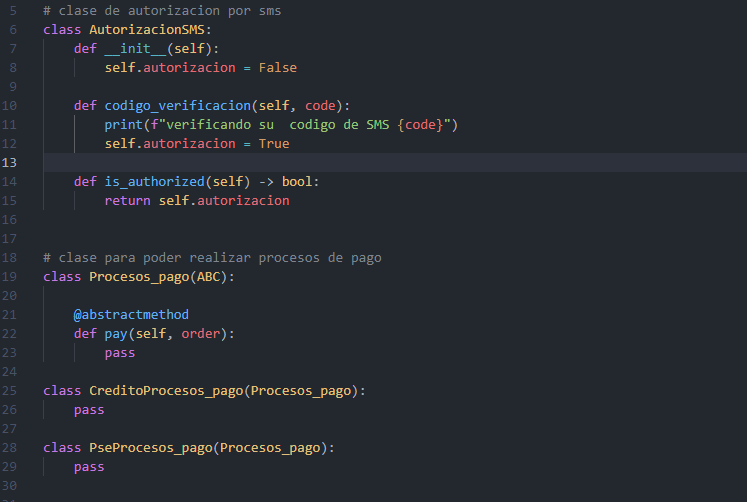 5 # clase de autorizacion por sms
6 class AutorizacionSMS:
7     def __init__(self):
8         self.autorizacion = False
9
10     def codigo_verificacion(self, code):
11         print(f"verificando su  codigo de SMS {code}")
12         self.autorizacion = True
13
14     def is_authorized(self) -> bool:
15         return self.autorizacion
16
17
18 # clase para poder realizar procesos de pago
19 class Procesos_pago(ABC):
20
21     @abstractmethod
22     def pay(self, order):
23         pass
24
25 class CreditoProcesos_pago(Procesos_pago):
26     pass
27
28 class PseProcesos_pago(Procesos_pago):
29     pass
30